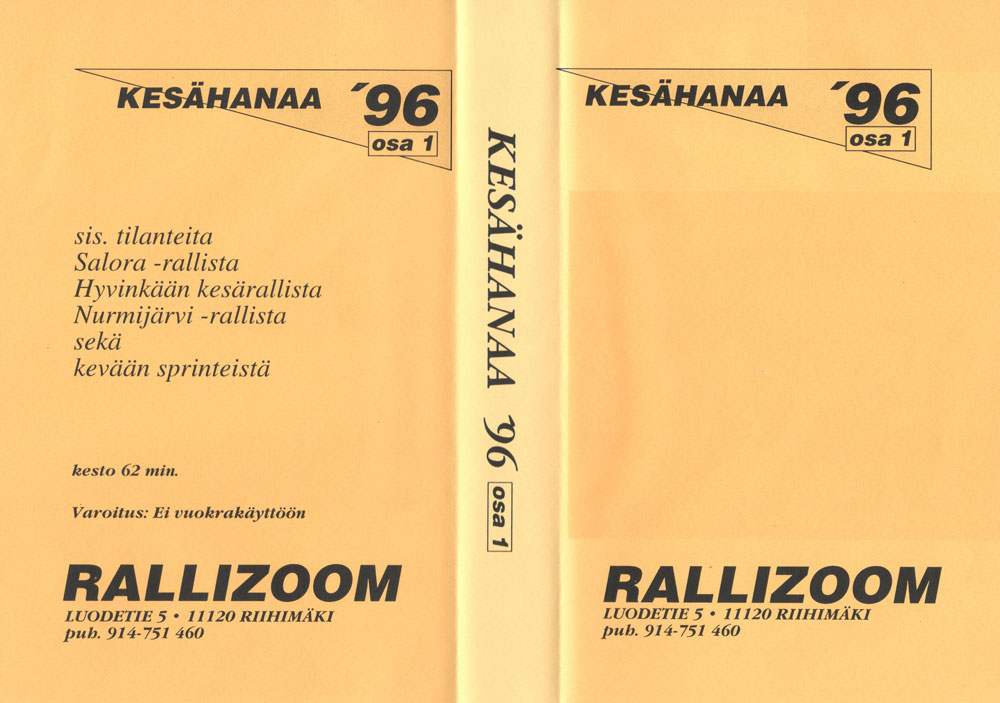 KESÄHANAA ´96
osa 1
sis. tilanteita
Salora -rallista
Hyvinkään kesärallista
Nurmijärvi -rallista
sekä
kevään sprinteistä
kesto 62 min.
Varoitus: Ei vuokrakäyttöön
RALLIZOOM
LUODETIE 5 • 11120 RIIHIMÄKI
puh. 914-751 460
KESÄHANAA ´96 osa 1
KESÄHANAA ´96
osa 1
RALLIZOOM
LUODETIE 5 • 11120 RIIHIMÄKI
puh. 914-751 460